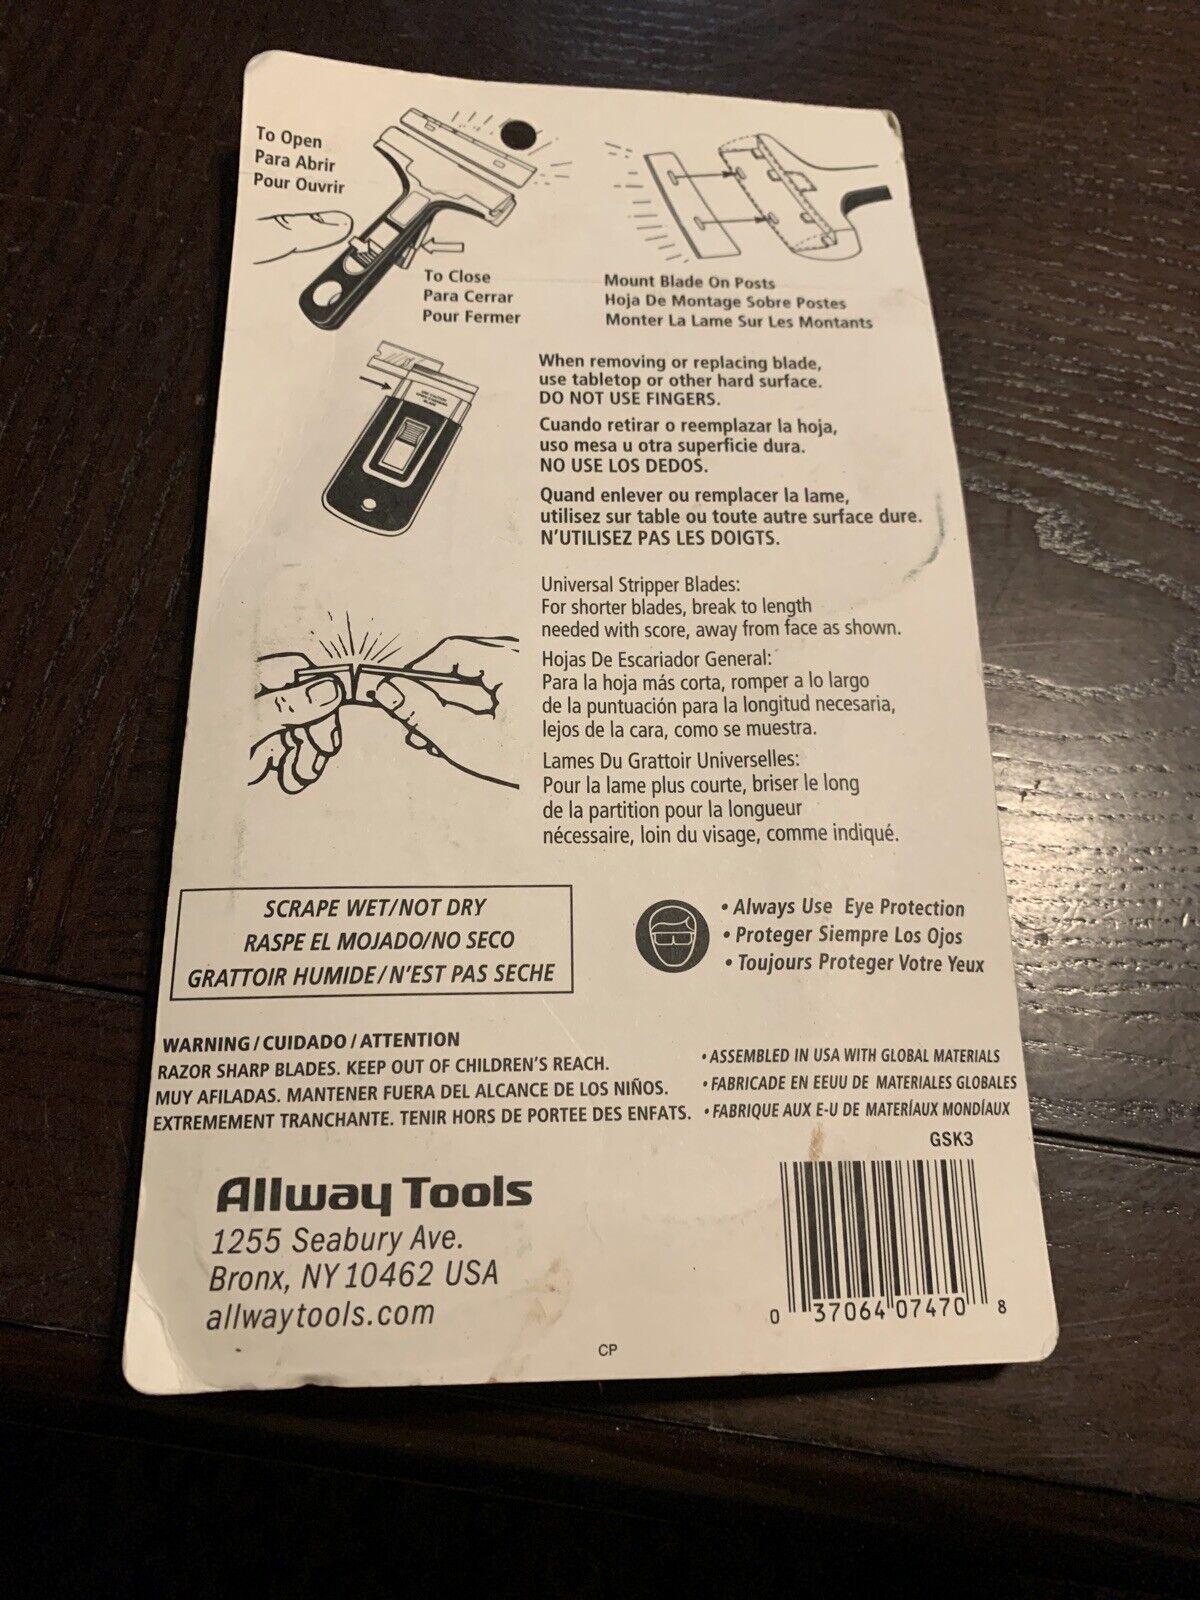 To Open
Para Abrir
Pour Ouvrir
To Close
Para Cerrar
Pour Fermer
Mount Blade On Posts
Hoja De Montage Sobre Postes
Monter La Lame Sur Les Montants
When removing or replacing blade,
use tabletop or other hard surface.
DO NOT USE FINGERS.
Cuando retirar o reemplazar la hoja,
uso mesa u otra superficie dura.
NO USE LOS DEDOS.
Quand enlever ou remplacer la lame,
utilisez sur table ou toute autre surface dure.
N'UTILISEZ PAS LES DOIGTS.
Universal Stripper Blades:
For shorter blades, break to length
needed with score, away from face as shown.
Hojas De Escariador General:
Para la hoja más corta, romper a lo largo
de la puntuación para la longitud necesaria,
lejos de la cara, como se muestra.
Lames Du Grattoir Universelles:
Pour la lame plus courte, briser le long
de la partition pour la longueur
nécessaire, loin du visage, comme indiqué.
SCRAPE WET/NOT DRY
RASPE EL MOJADO/NO SECO
GRATTOIR HUMIDE/N'EST PAS SECHE
• Always Use Eye Protection
• Proteger Siempre Los Ojos
• Toujours Proteger Votre Yeux
WARNING/CUIDADO/ATTENTION
RAZOR SHARP BLADES. KEEP OUT OF CHILDREN'S REACH.
MUY AFILADAS. MANTENER FUERA DEL ALCANCE DE LOS NIÑOS.
EXTREMEMENT TRANCHANTE. TENIR HORS DE PORTEE DES ENFATS.
• ASSEMBLED IN USA WITH GLOBAL MATERIALS
• FABRICADE EN EEUU DE MATERIALES GLOBALES
• FABRIQUE AUX E-U DE MATERÍAUX MONDÍAUX
GSK3
Allway Tools
1255 Seabury Ave.
Bronx, NY 10462 USA
allwaytools.com
0 37064 07470 8
CP